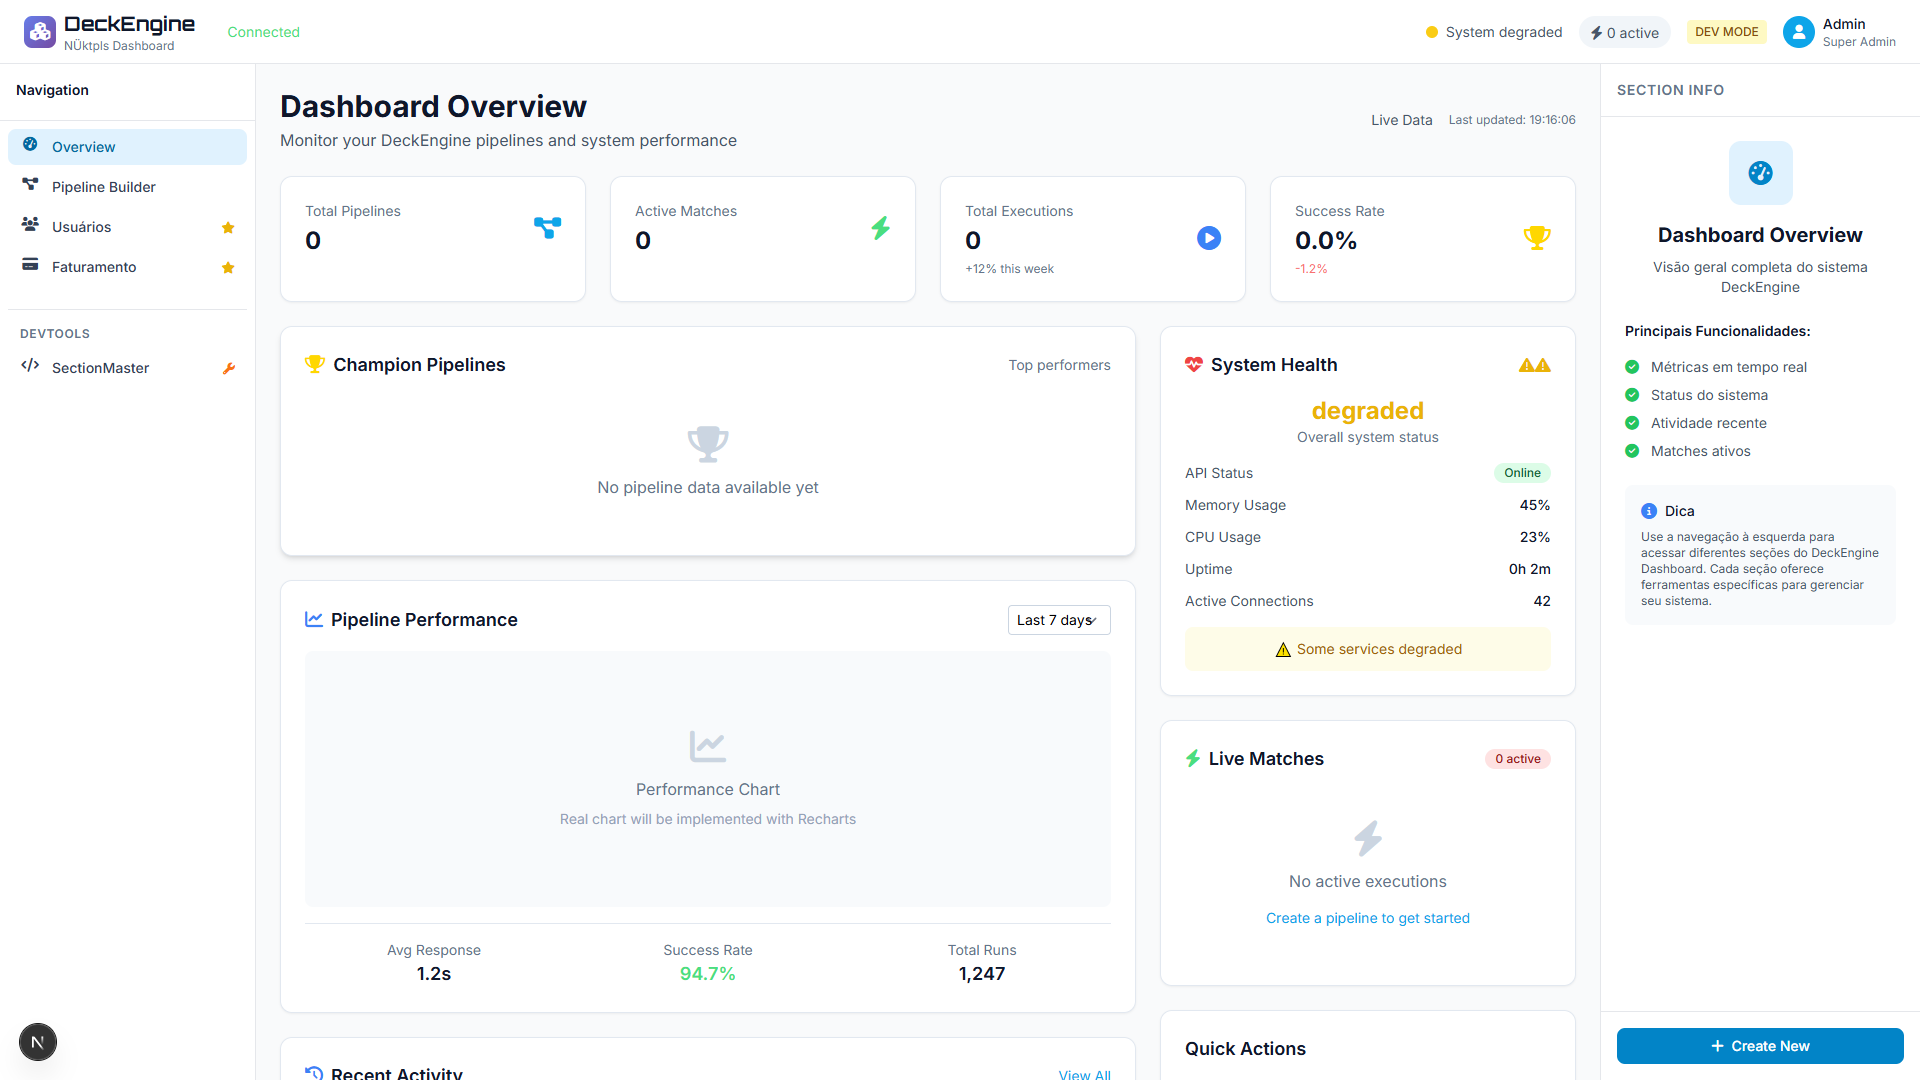 DeckEngine
NÜktpls Dashboard
Connected
System degraded
0 active
DEV MODE
Admin
Super Admin
Navigation
Overview
Pipeline Builder
Usuários
Faturamento
DEVTOOLS
SectionMaster
Dashboard Overview
Monitor your DeckEngine pipelines and system performance
Live Data
Last updated: 19:16:06
Total Pipelines
0
Active Matches
0
Total Executions
0
+12% this week
Success Rate
0.0%
-1.2%
Champion Pipelines
Top performers
No pipeline data available yet
Pipeline Performance
Last 7 days
Performance Chart
Real chart will be implemented with Recharts
Avg Response
1.2s
Success Rate
94.7%
Total Runs
1,247
Recent Activity
View All
System Health
degraded
Overall system status
API Status
Online
Memory Usage
45%
CPU Usage
23%
Uptime
0h 2m
Active Connections
42
Some services degraded
Live Matches
0 active
No active executions
Create a pipeline to get started
Quick Actions
SECTION INFO
Dashboard Overview
Visão geral completa do sistema
DeckEngine
Principais Funcionalidades:
Métricas em tempo real
Status do sistema
Atividade recente
Matches ativos
Dica
Use a navegação à esquerda para
acessar diferentes seções do DeckEngine
Dashboard. Cada seção oferece
ferramentas específicas para gerenciar
seu sistema.
Create New
N